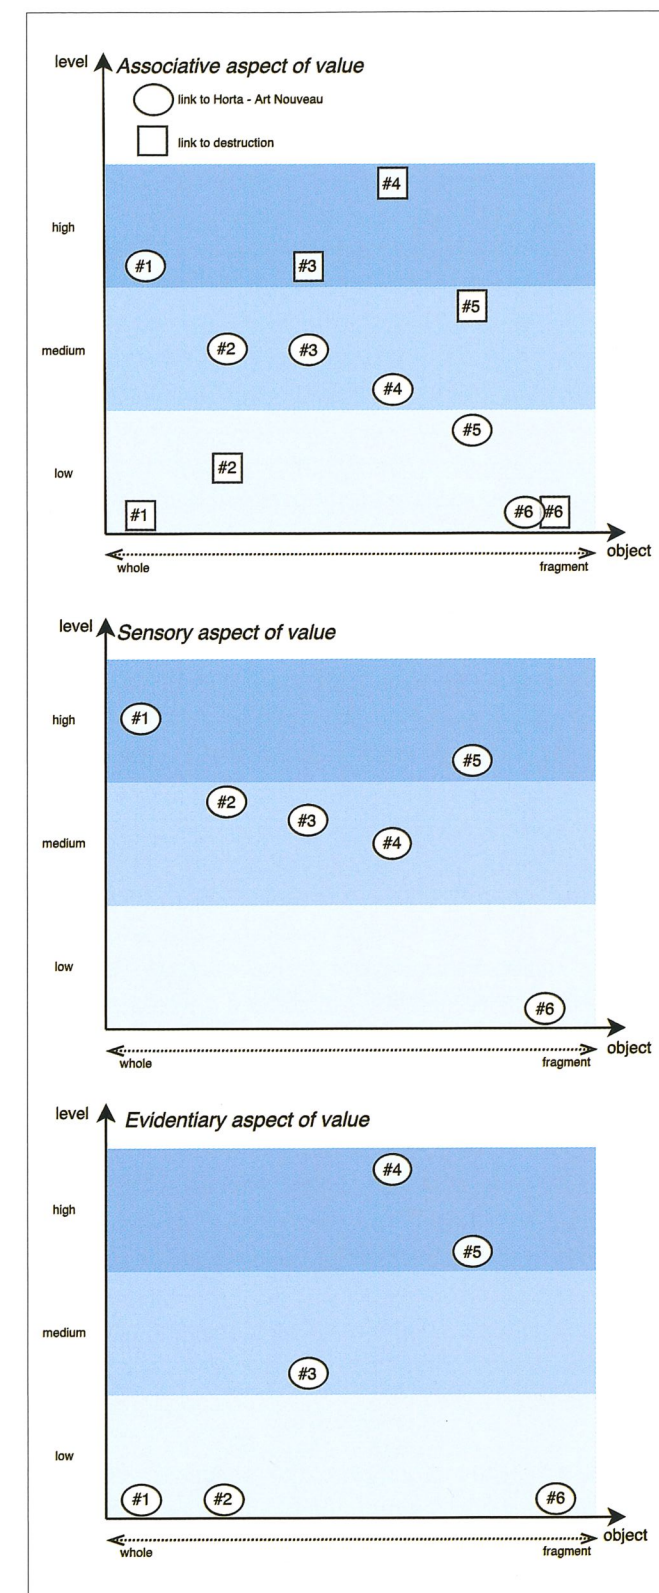 level Associative aspect of value
link to Horta - Art Nouveau
link to destruction
#4
high
#1 #3
#5
medium #2 #3
#4
#5
low #2
#1 #6 #6
object
whole fragment
level Sensory aspect of value
high #1
#5
#2
#3
medium #4
low
#6
object
whole fragment
level Evidentiary aspect of value
#4
high
#5
medium
#3
low
#1 #2 #6
object
whole fragment